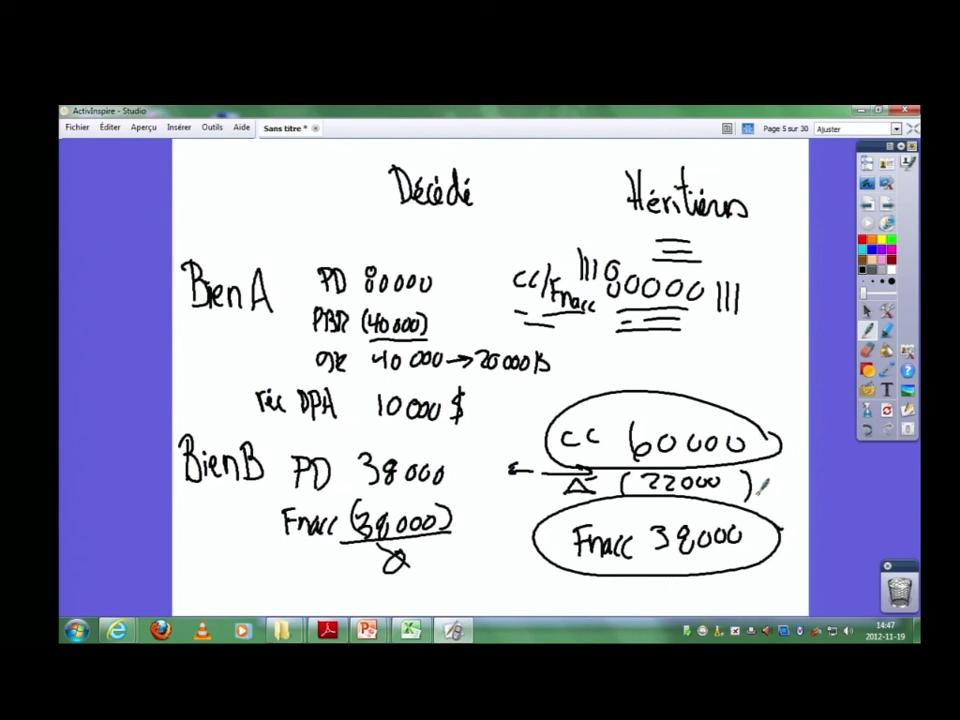 ActivInspire - Studio
Fichier Éditer Aperçu Insérer Outils Aide Sans titre * Page 5 sur 30 Ajuster
Décédé Héritiers
Bien A PD 80000 cc/Fnacc 80000
PBR (40000)
40000 → 20000
réc DPA 10000 $
cc 60000
Bien B PD 38000
Δ (22000)
Fnacc (38000)
Fnacc 38000
14:47
2012-11-19